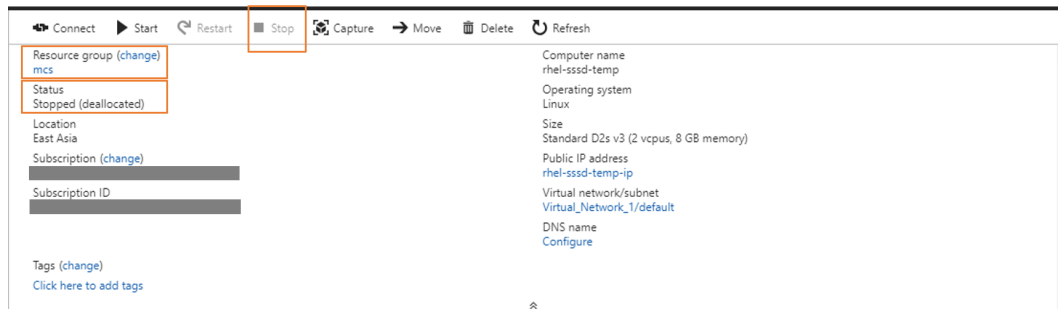 Connect Start Restart Stop Capture Move Delete Refresh
Resource group (change)
mcs
Status
Stopped (deallocated)
Location
East Asia
Subscription (change)
Subscription ID
Tags (change)
Click here to add tags
Computer name
rhel-sssd-temp
Operating system
Linux
Size
Standard D2s v3 (2 vcpus, 8 GB memory)
Public IP address
rhel-sssd-temp-ip
Virtual network/subnet
Virtual_Network_1/default
DNS name
Configure